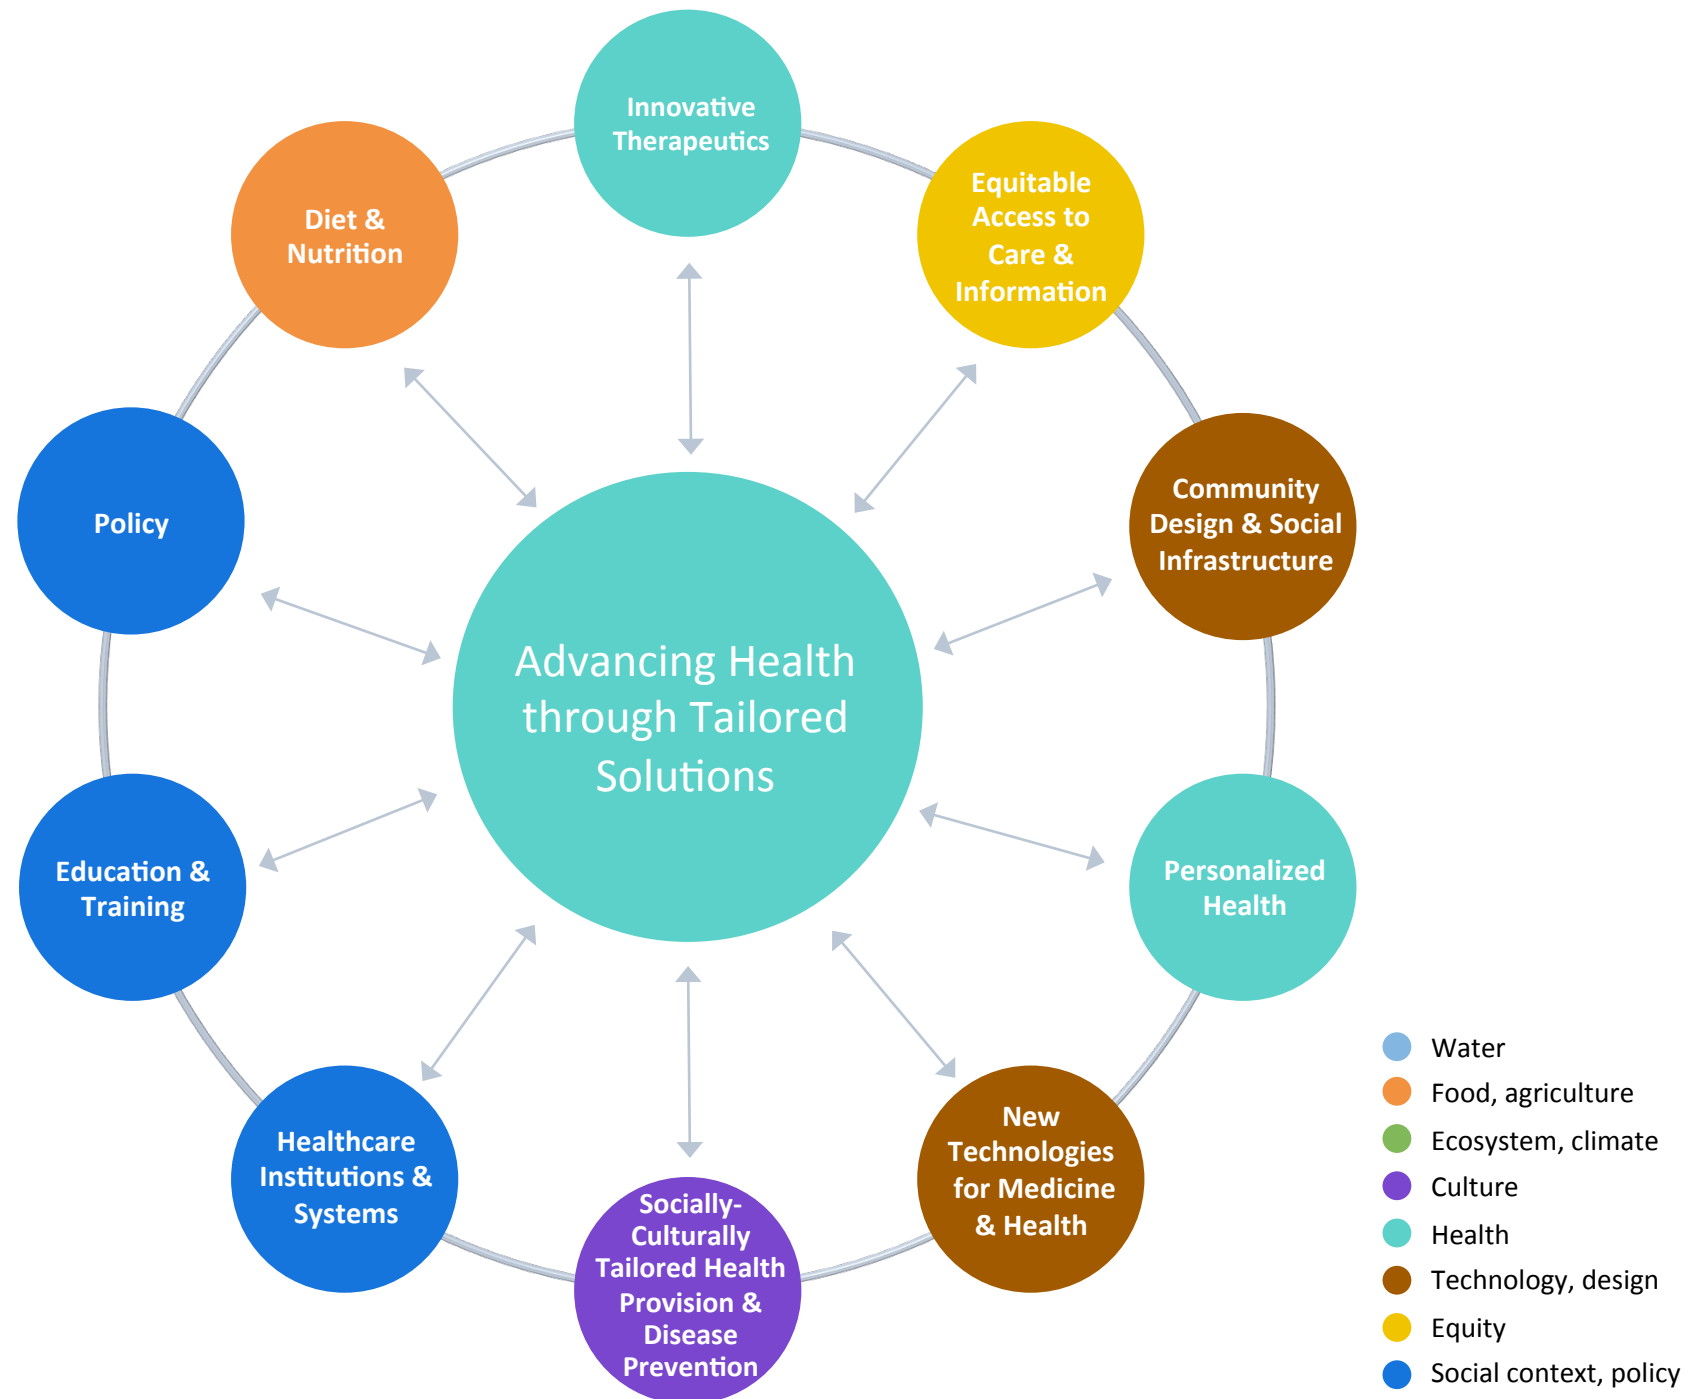 Innovative
Therapeutics
Equitable
Access to
Care &
Information
Diet &
Nutrition
Community
Design & Social
Infrastructure
Policy
Advancing Health
through Tailored
Solutions
Personalized
Health
Education &
Training
New
Technologies
for Medicine
& Health
Healthcare
Institutions &
Systems
Socially-
Culturally
Tailored Health
Provision &
Disease
Prevention
Water
Food, agriculture
Ecosystem, climate
Culture
Health
Technology, design
Equity
Social context, policy